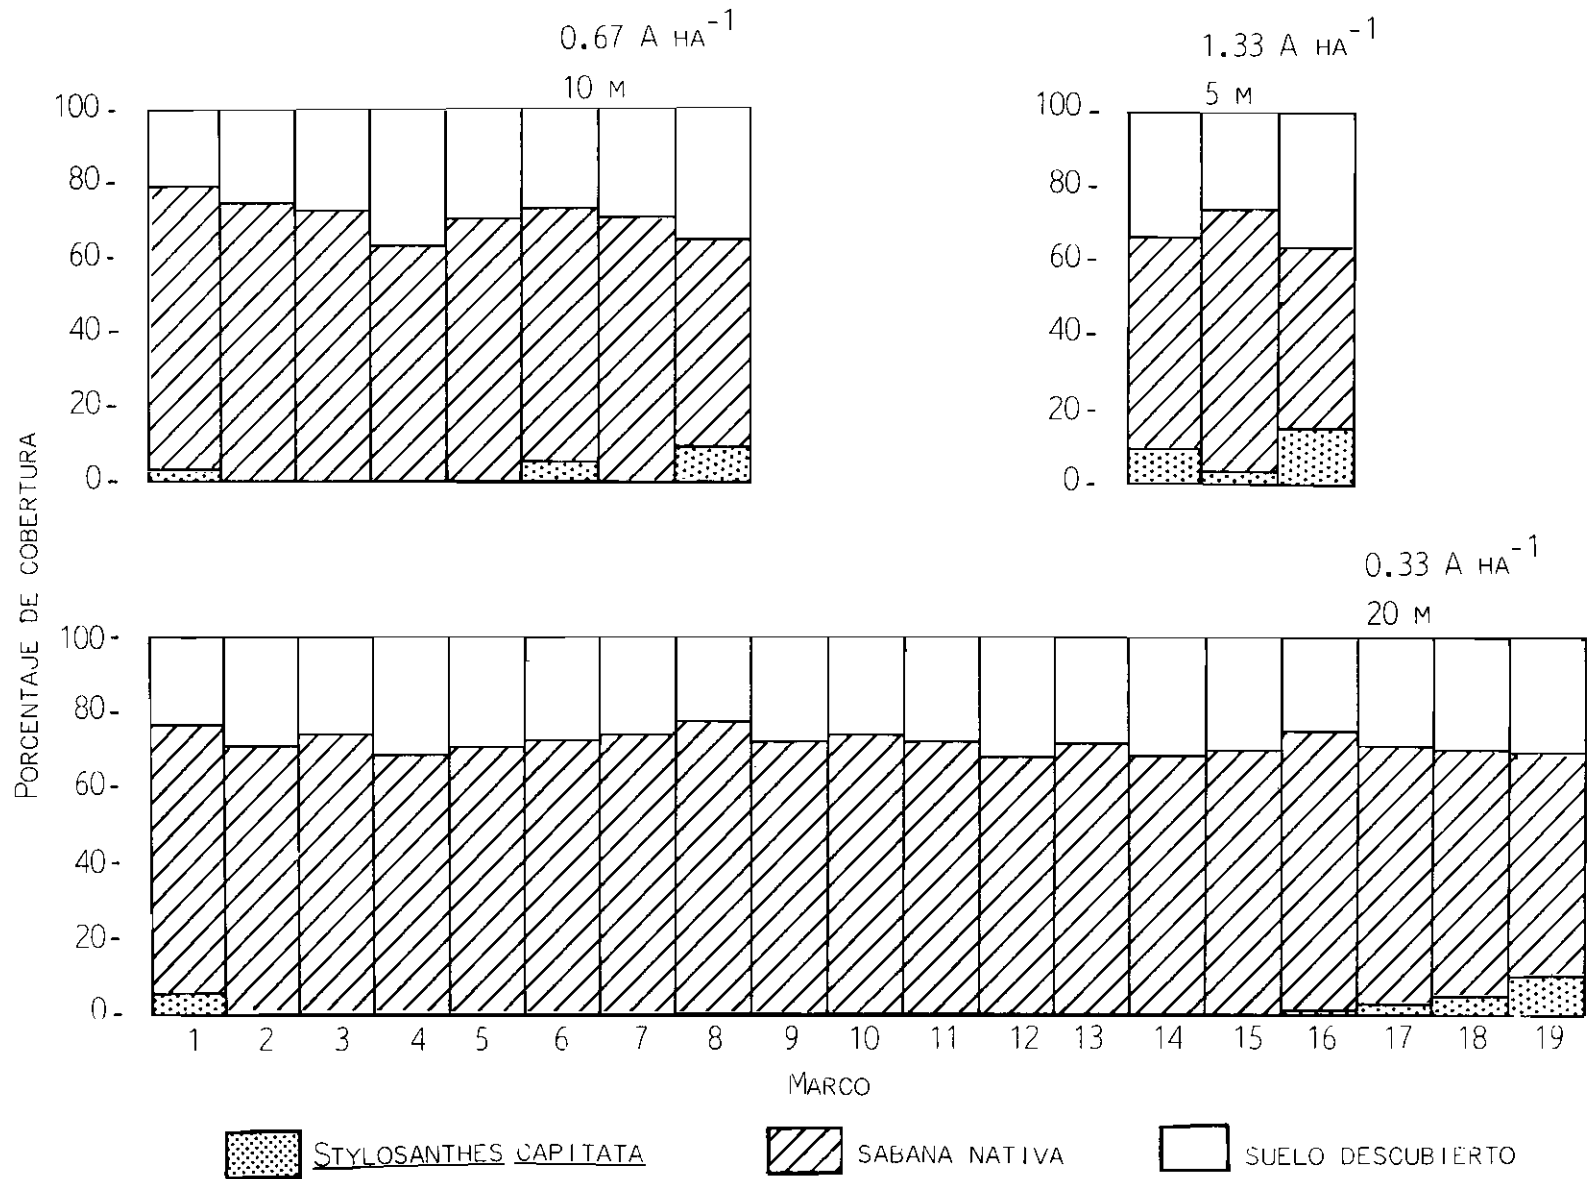 0.67 A HA⁻¹
10 M
100-
80-
60-
40-
20-
0-
1.33 A HA⁻¹
5 M
100-
80-
60-
40-
20-
0-
PORCENTAJE DE COBERTURA
0.33 A HA⁻¹
20 M
100-
80-
60-
40-
20-
0-
1 2 3 4 5 6 7 8 9 10 11 12 13 14 15 16 17 18 19
MARCO
STYLOSANTHES CAPITATA SABANA NATIVA SUELO DESCUBIERTO